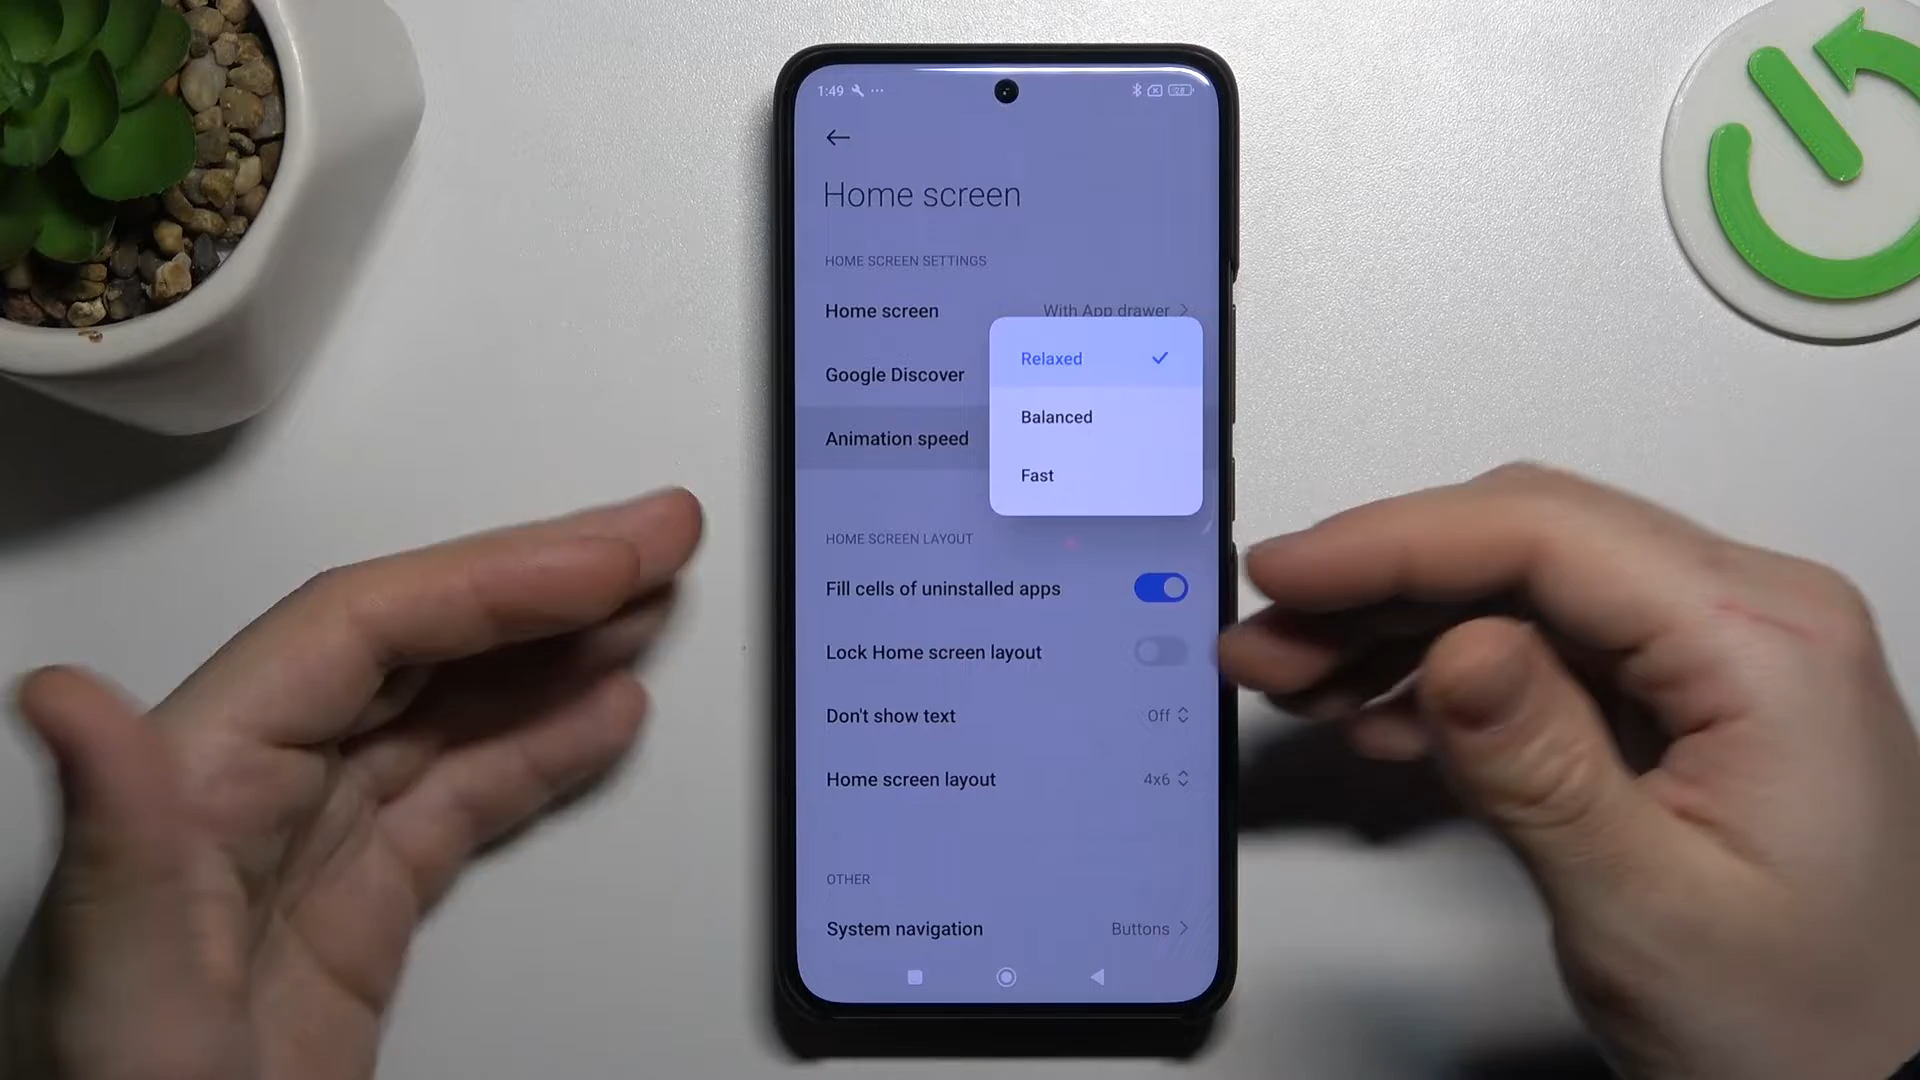 1:49
Home screen
HOME SCREEN SETTINGS
Home screen With App drawer
Google Discover
Animation speed
Relaxed
Balanced
Fast
HOME SCREEN LAYOUT
Fill cells of uninstalled apps
Lock Home screen layout
Don't show text Off
Home screen layout 4x6
OTHER
System navigation Buttons